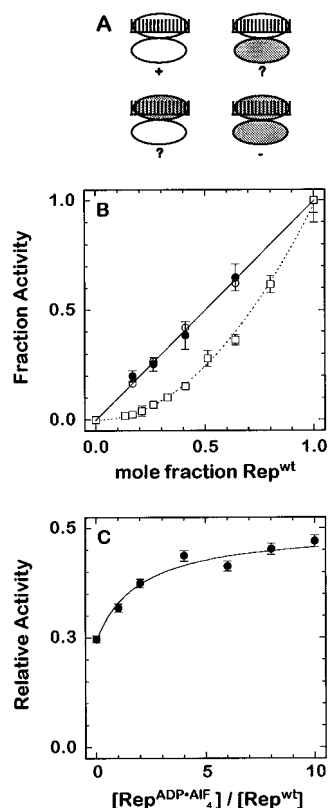 A
+
?
?
-
B
Fraction Activity
1.0
0.5
0.0
0.0 0.5 1.0
mole fraction Rep^wt
C
Relative Activity
0.5
0.3
0.0
0 5 10
[Rep^ADP•AlF₄] / [Rep^wt]